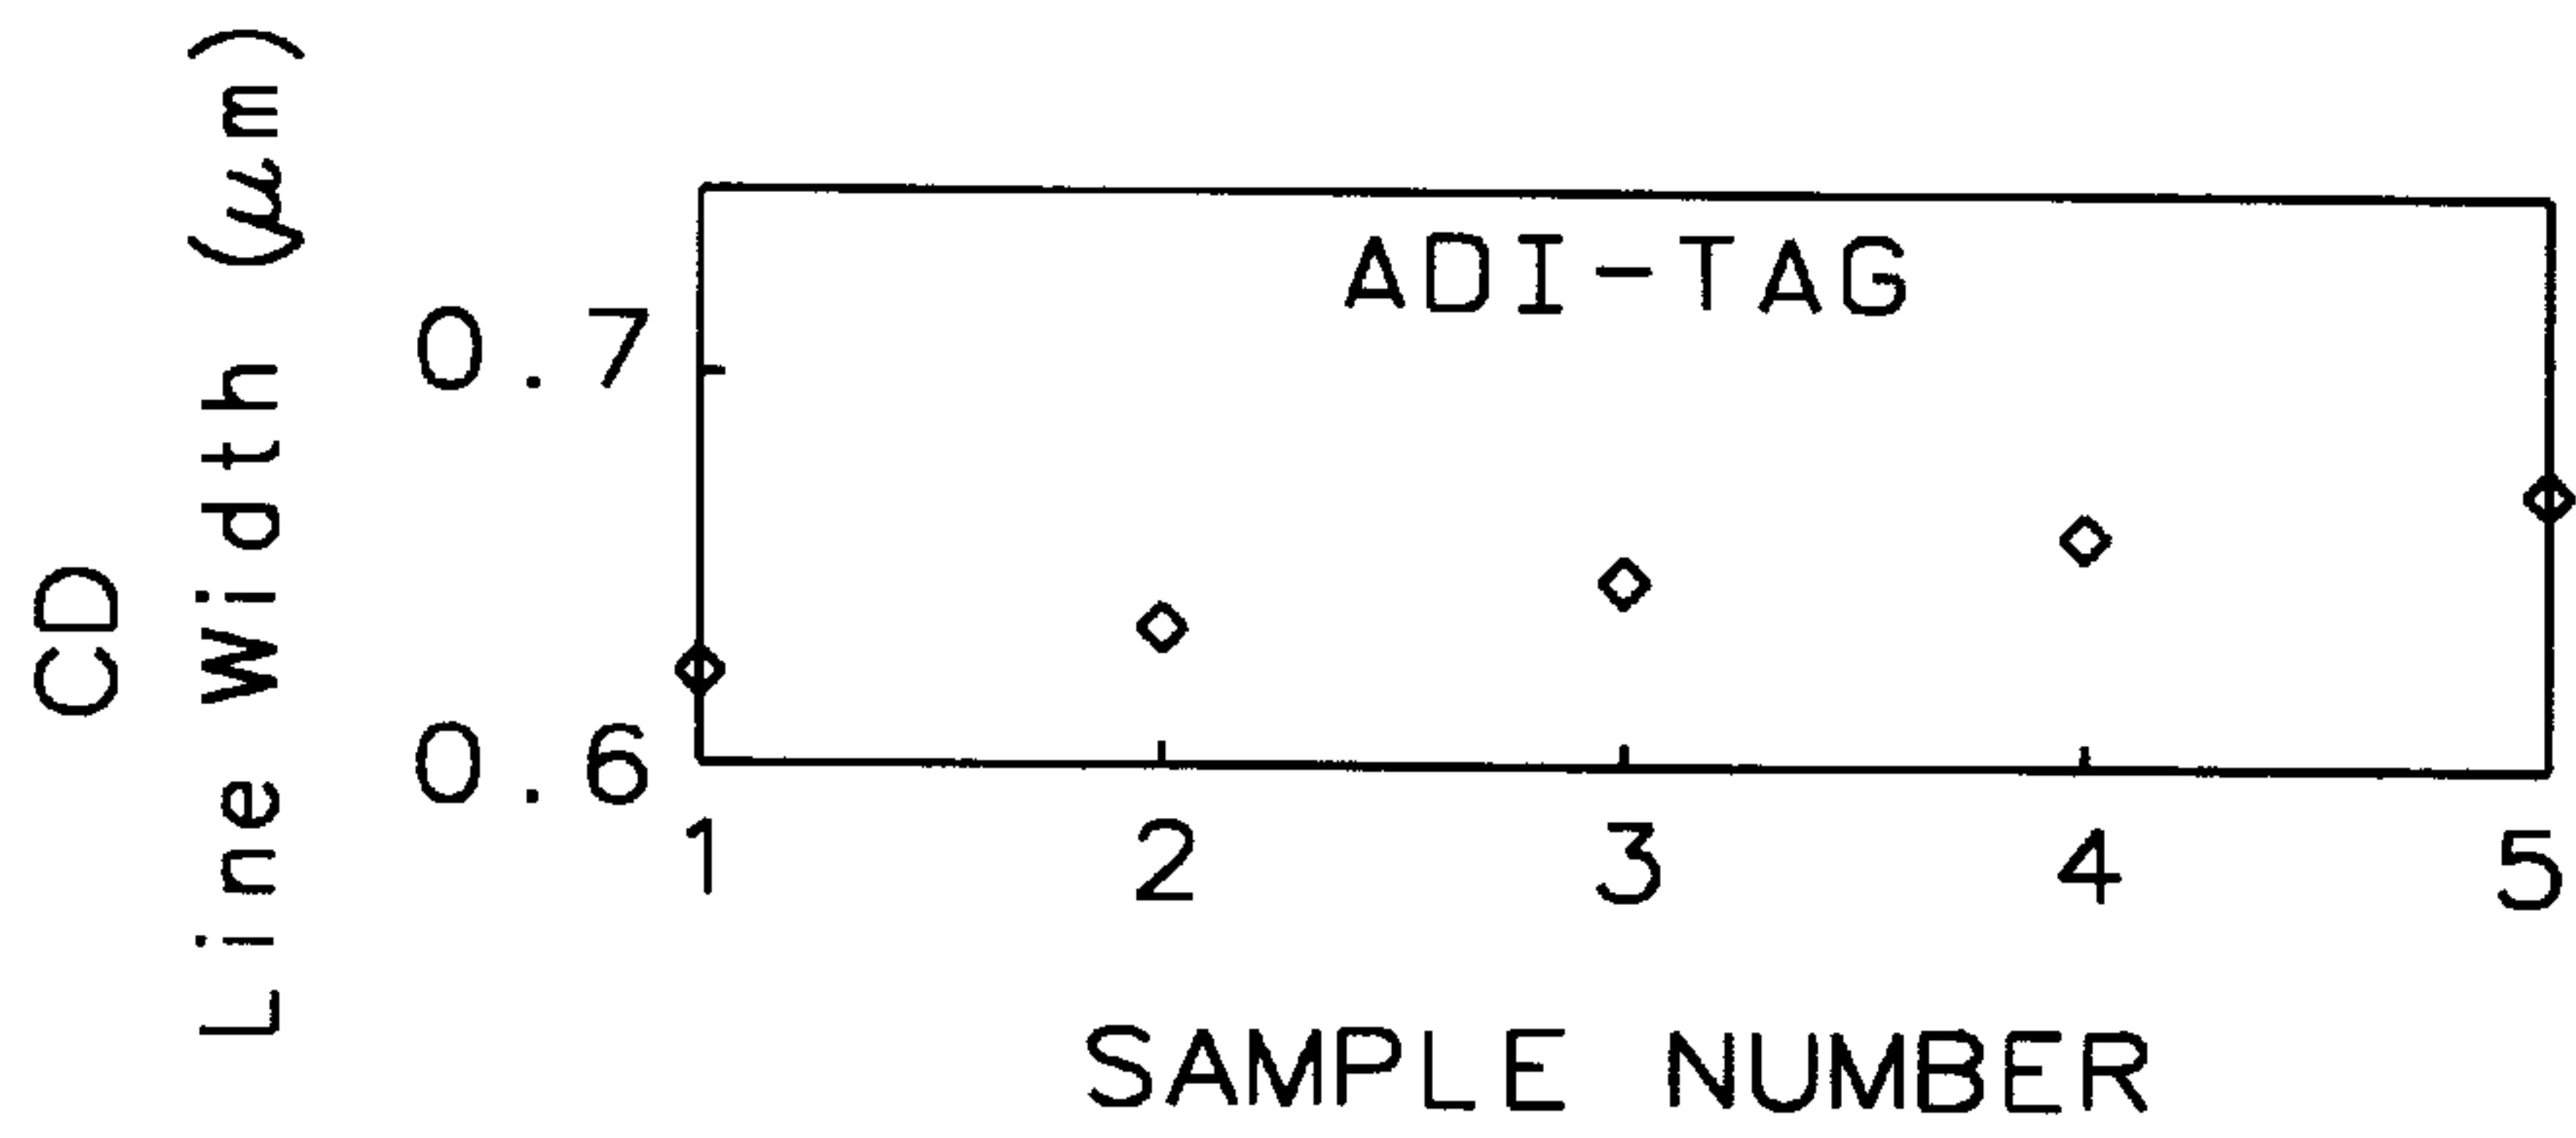 CD
Line Width (μm)
ADI-TAG
0.7
0.6
1 2 3 4 5
SAMPLE NUMBER